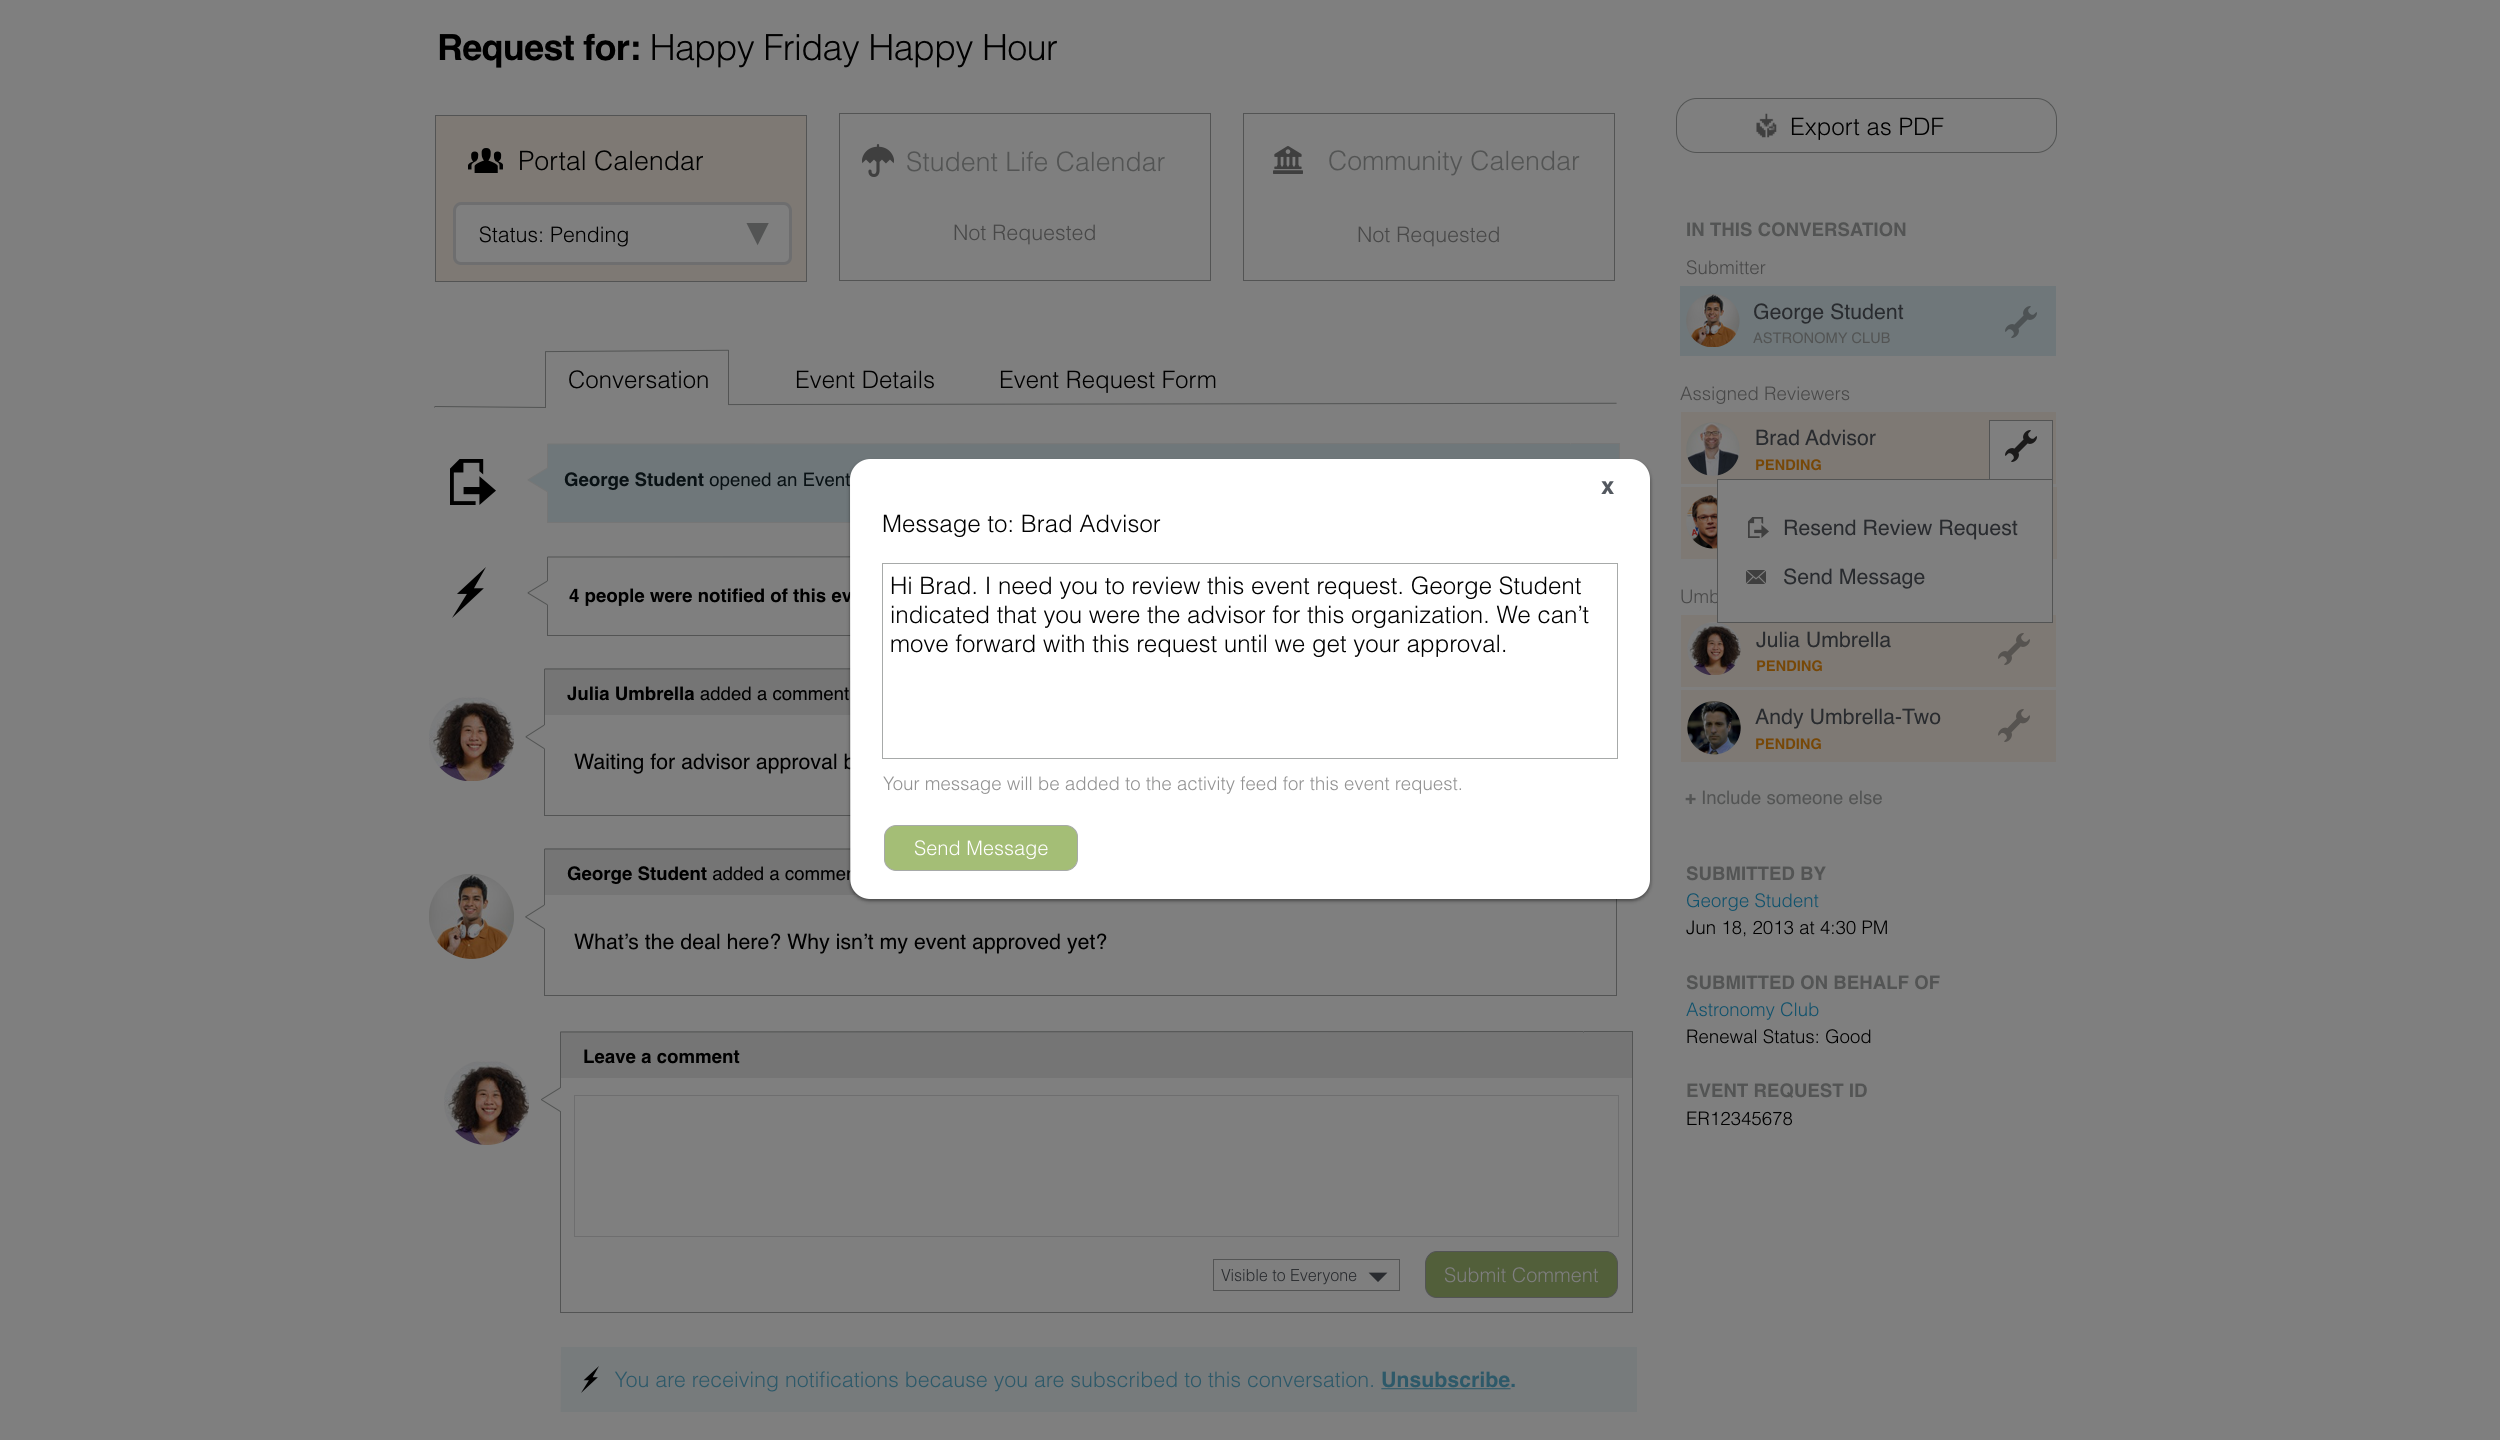 Request for: Happy Friday Happy Hour
Portal Calendar
Status: Pending
Student Life Calendar
Not Requested
Community Calendar
Not Requested
Export as PDF
Conversation
Event Details
Event Request Form
George Student opened an Event
4 people were notified of this ev
Julia Umbrella added a comment
Waiting for advisor approval
George Student added a
What’s the deal here? Why isn’t my event approved yet?
Leave a comment
Visible to Everyone
Submit Comment
You are receiving notifications because you are subscribed to this conversation. Unsubscribe.
x
Message to: Brad Advisor
Hi Brad. I need you to review this event request. George Student
indicated that you were the advisor for this organization. We can’t
move forward with this request until we get your approval.
Your message will be added to the activity feed for this event request.
Send Message
IN THIS CONVERSATION
Submitter
George Student
ASTRONOMY CLUB
Assigned Reviewers
Brad Advisor
PENDING
Resend Review Request
Send Message
Umb
Julia Umbrella
PENDING
Andy Umbrella-Two
PENDING
+ Include someone else
SUBMITTED BY
George Student
Jun 18, 2013 at 4:30 PM
SUBMITTED ON BEHALF OF
Astronomy Club
Renewal Status: Good
EVENT REQUEST ID
ER12345678